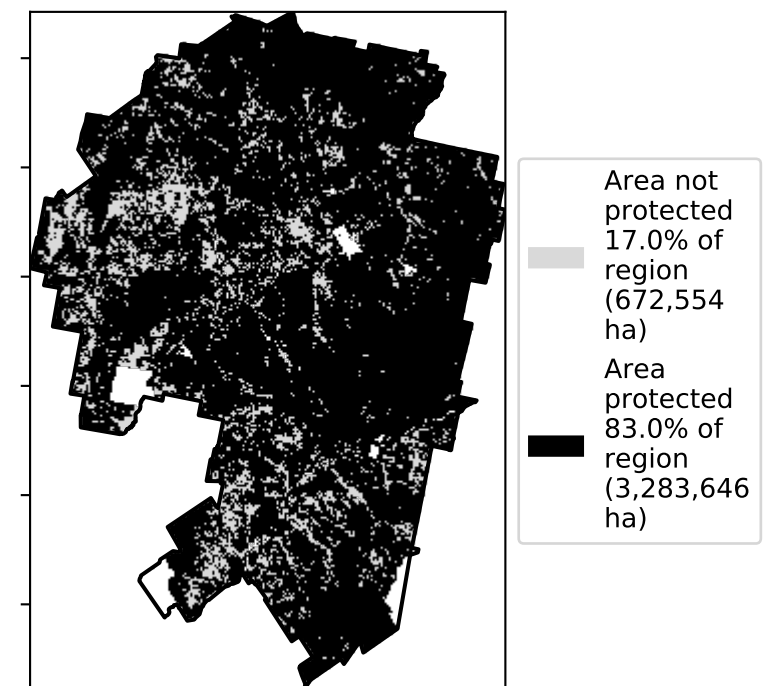 Area not
protected
17.0% of
region
(672,554
ha)
Area
protected
83.0% of
region
(3,283,646
ha)